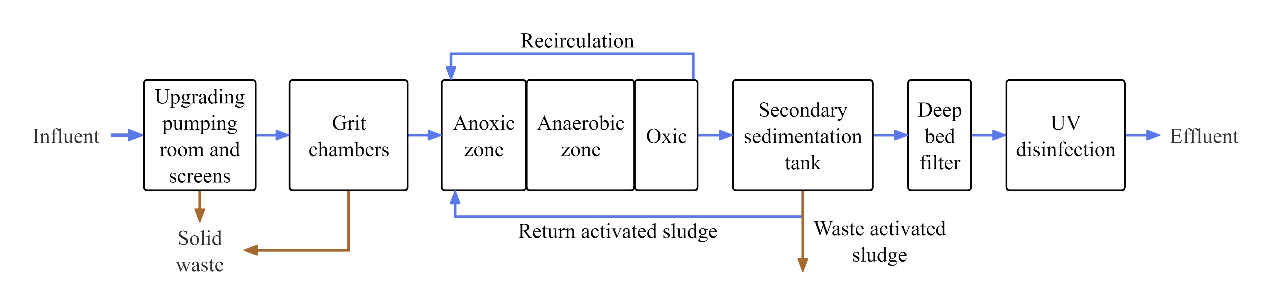 Recirculation
Influent
Upgrading
pumping
room and
screens
Grit
chambers
Anoxic
zone
Anaerobic
zone
Oxic
Secondary
sedimentation
tank
Deep
bed
filter
UV
disinfection
Effluent
Solid
waste
Return activated sludge
Waste activated
sludge